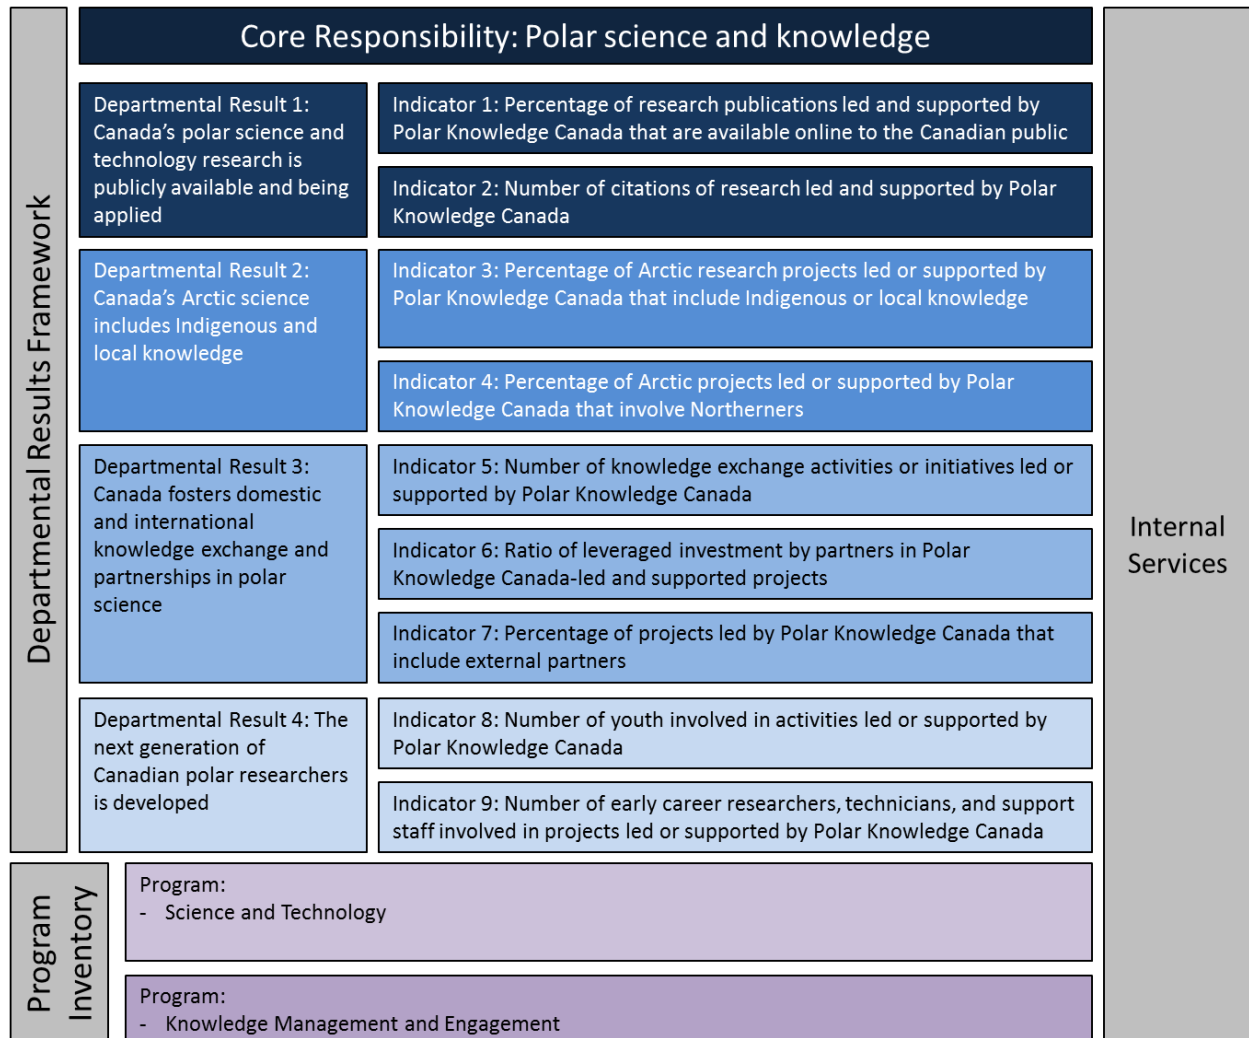 Core Responsibility: Polar science and knowledge
Departmental Results Framework
Departmental Result 1:
Canada’s polar science and
technology research is
publicly available and being
applied
Indicator 1: Percentage of research publications led and supported by
Polar Knowledge Canada that are available online to the Canadian public
Indicator 2: Number of citations of research led and supported by Polar
Knowledge Canada
Departmental Result 2:
Canada’s Arctic science
includes Indigenous and
local knowledge
Indicator 3: Percentage of Arctic research projects led or supported by
Polar Knowledge Canada that include Indigenous or local knowledge
Indicator 4: Percentage of Arctic projects led or supported by Polar
Knowledge Canada that involve Northerners
Departmental Result 3:
Canada fosters domestic
and international
knowledge exchange and
partnerships in polar
science
Indicator 5: Number of knowledge exchange activities or initiatives led or
supported by Polar Knowledge Canada
Indicator 6: Ratio of leveraged investment by partners in Polar
Knowledge Canada-led and supported projects
Indicator 7: Percentage of projects led by Polar Knowledge Canada that
include external partners
Departmental Result 4: The
next generation of
Canadian polar researchers
is developed
Indicator 8: Number of youth involved in activities led or supported by
Polar Knowledge Canada
Indicator 9: Number of early career researchers, technicians, and support
staff involved in projects led or supported by Polar Knowledge Canada
Internal
Services
Program
Inventory
Program:
- Science and Technology
Program:
- Knowledge Management and Engagement